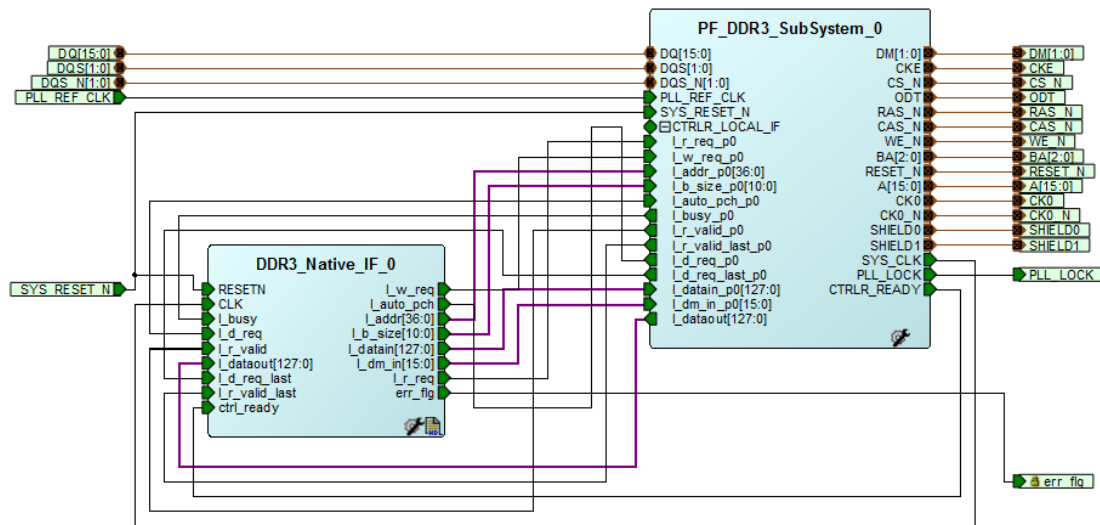 PF_DDR3_SubSystem_0
DQ[15:0]
DQS[1:0]
DQS_N[1:0]
PLL_REF_CLK
SYS_RESET_N
DQ[15:0]
DQS[1:0]
DQS_N[1:0]
PLL_REF_CLK
SYS_RESET_N
CTRLR_LOCAL_IF
l_r_req_p0
l_w_req_p0
l_addr_p0[36:0]
l_b_size_p0[10:0]
l_auto_pch_p0
l_busy_p0
l_r_valid_p0
l_r_valid_last_p0
l_d_req_p0
l_d_req_last_p0
l_datain_p0[127:0]
l_dm_in_p0[15:0]
l_dataout[127:0]
DM[1:0]
CKE
CS_N
ODT
RAS_N
CAS_N
WE_N
BA[2:0]
RESET_N
A[15:0]
CK0
CK0_N
SHIELD0
SHIELD1
SYS_CLK
PLL_LOCK
CTRLR_READY
DM[1:0]
CKE
CS_N
ODT
RAS_N
CAS_N
WE_N
BA[2:0]
RESET_N
A[15:0]
CK0
CK0_N
SHIELD0
SHIELD1
PLL_LOCK
DDR3_Native_IF_0
RESETN
CLK
l_busy
l_d_req
l_r_valid
l_dataout[127:0]
l_d_req_last
l_r_valid_last
ctrl_ready
l_w_req
l_auto_pch
l_addr[36:0]
l_b_size[10:0]
l_datain[127:0]
l_dm_in[15:0]
l_r_req
err_flg
HDL
err_flg